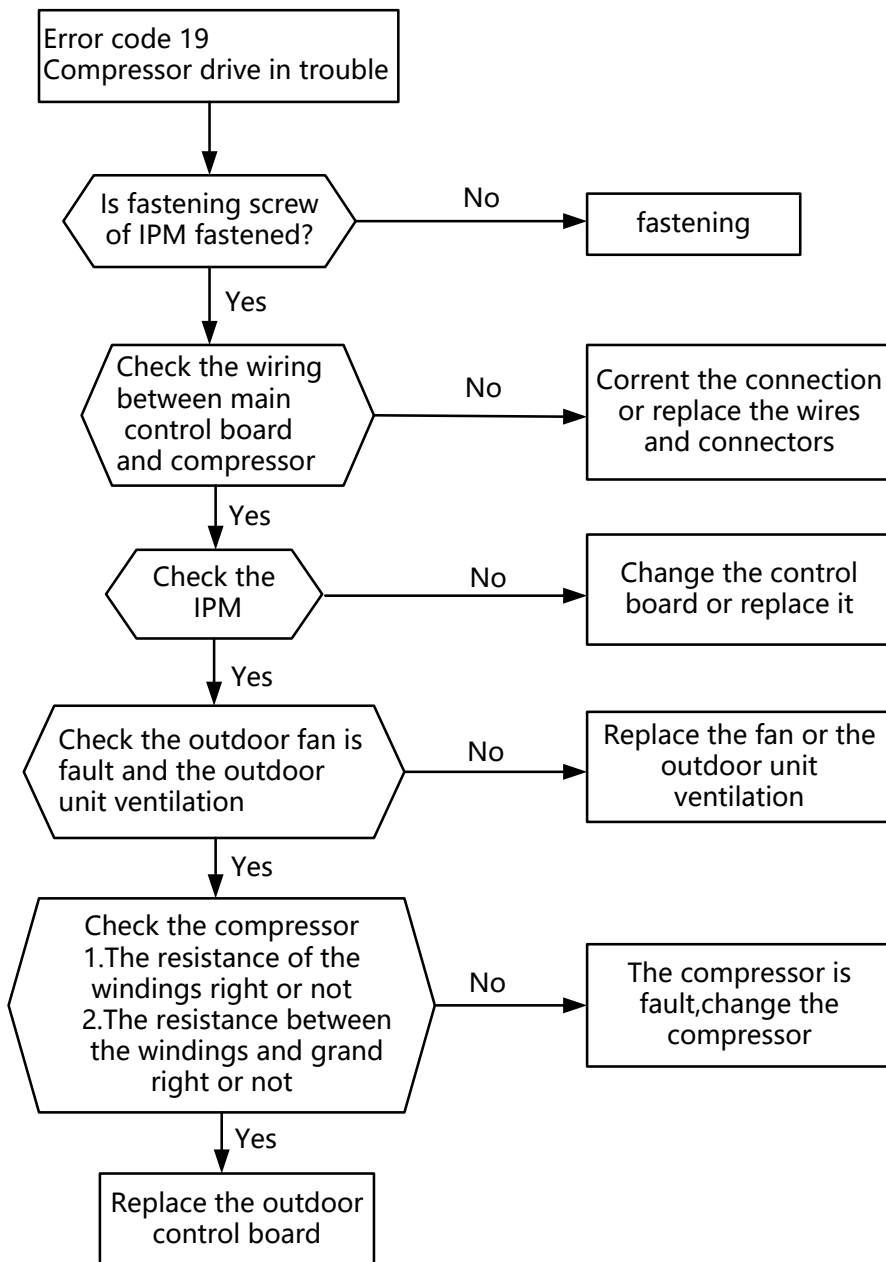 Error code 19
Compressor drive in trouble
Is fastening screw
of IPM fastened?
No
fastening
Yes
Check the wiring
between main
control board
and compressor
No
Corrent the connection
or replace the wires
and connectors
Yes
Check the
IPM
No
Change the control
board or replace it
Yes
Check the outdoor fan is
fault and the outdoor
unit ventilation
No
Replace the fan or the
outdoor unit
ventilation
Yes
Check the compressor
1.The resistance of the
windings right or not
2.The resistance between
the windings and grand
right or not
No
The compressor is
fault,change the
compressor
Yes
Replace the outdoor
control board